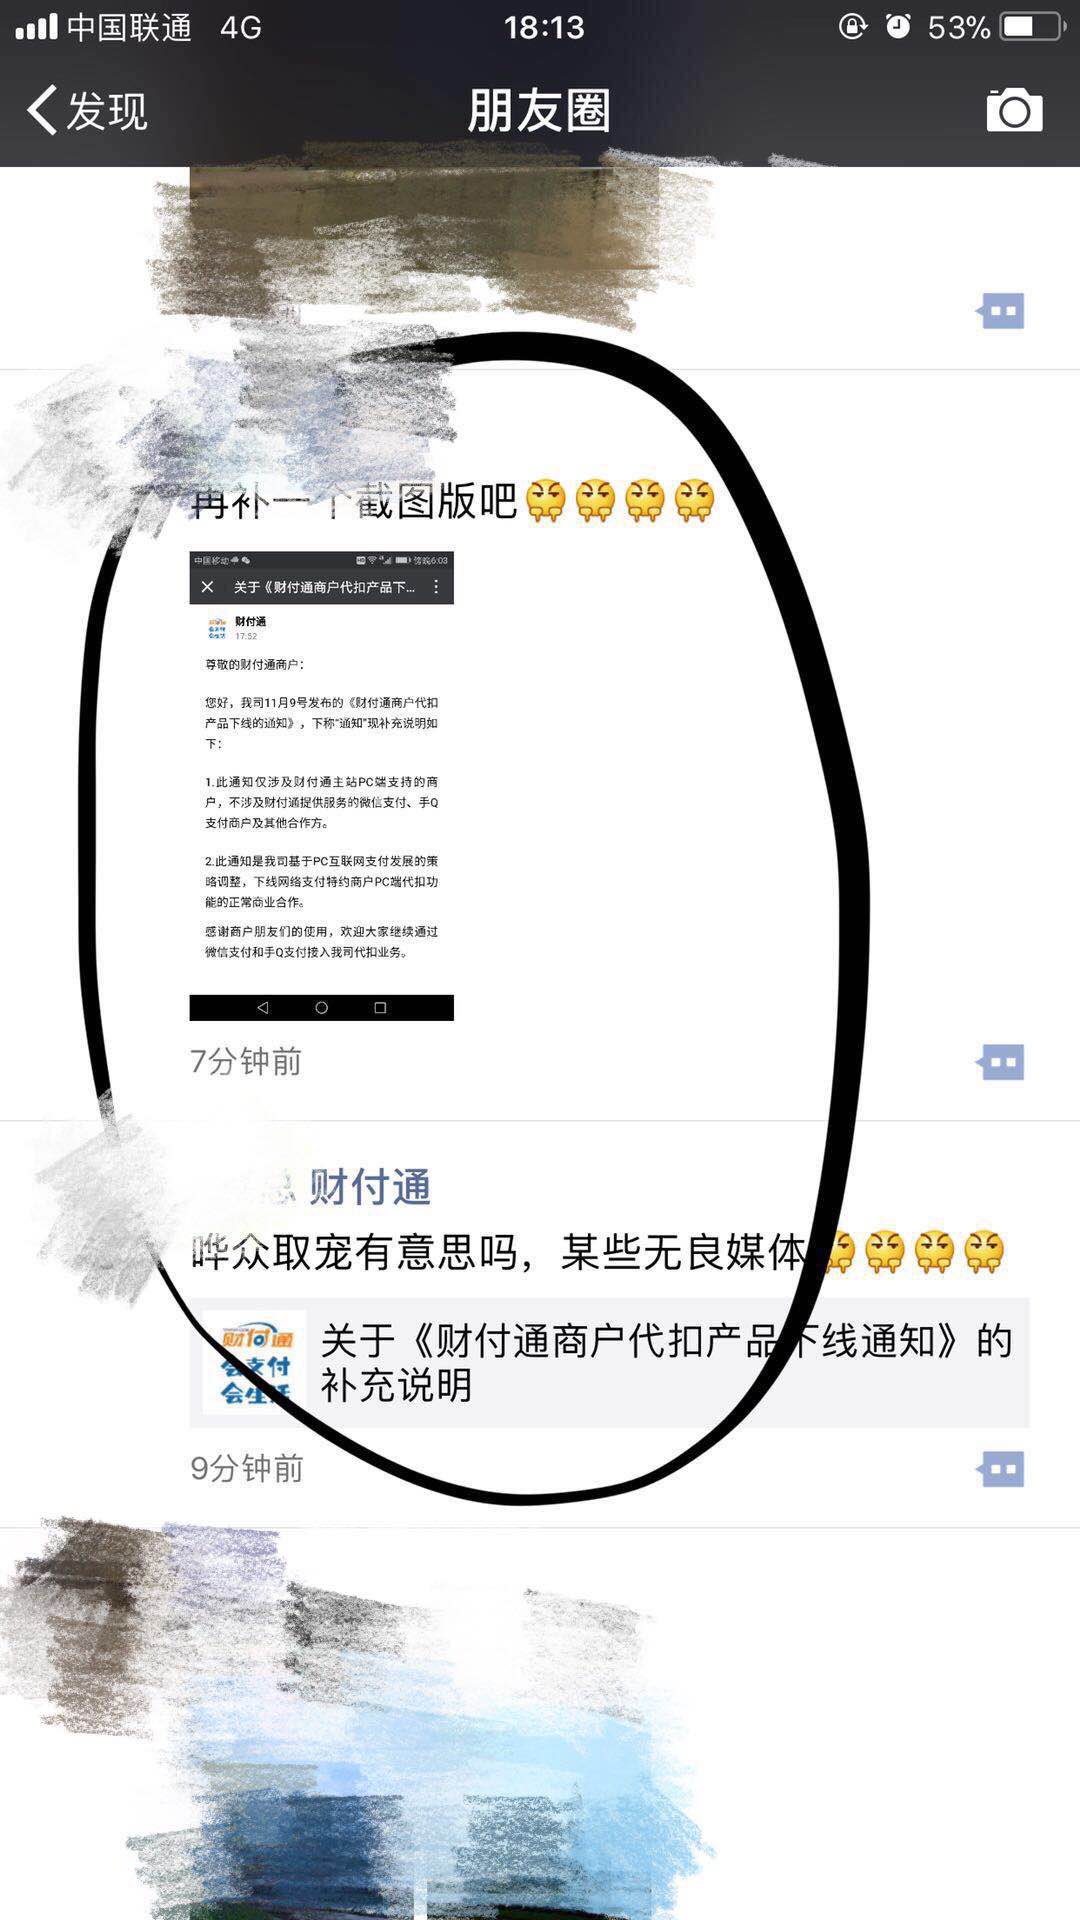 中国联通 4G 18:13 53%
发现 朋友圈
再补一个截图版吧
中国移动 傍晚6:03
关于《财付通商户代扣产品下...
财付通
17:52
尊敬的财付通商户：
您好，我司11月9号发布的《财付通商户代扣
产品下线的通知》，下称“通知”现补充说明如
下：
1.此通知仅涉及财付通主站PC端支持的商
户，不涉及财付通提供服务的微信支付、手Q
支付商户及其他合作方。
2.此通知是我司基于PC互联网支付发展的策
略调整，下线网络支付特约商户PC端代扣功
能的正常商业合作。
感谢商户朋友们的使用，欢迎大家继续通过
微信支付和手Q支付接入我司代扣业务。
7分钟前
财付通
哗众取宠有意思吗，某些无良媒体
财付通
会支付
会生活
关于《财付通商户代扣产品下线通知》的
补充说明
9分钟前